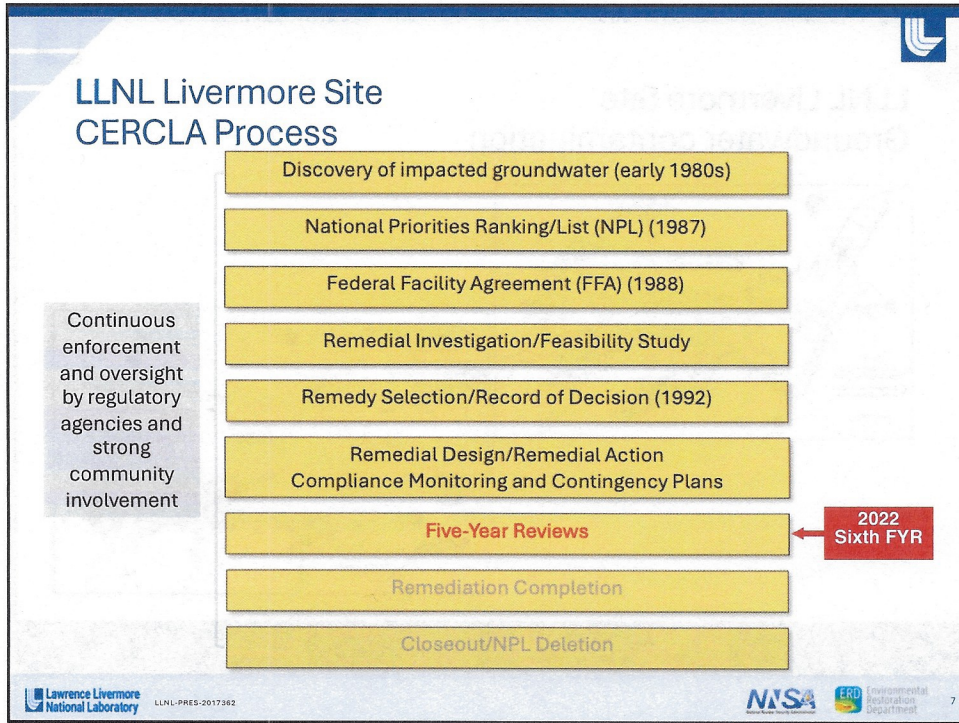 LLNL Livermore Site
CERCLA Process
Discovery of impacted groundwater (early 1980s)
National Priorities Ranking/List (NPL) (1987)
Federal Facility Agreement (FFA) (1988)
Remedial Investigation/Feasibility Study
Remedy Selection/Record of Decision (1992)
Remedial Design/Remedial Action
Compliance Monitoring and Contingency Plans
Five-Year Reviews
Remediation Completion
Closeout/NPL Deletion
Continuous
enforcement
and oversight
by regulatory
agencies and
strong
community
involvement
2022
Sixth FYR
Lawrence Livermore
National Laboratory
LLNL-PRES-2017362
NNSA
National Nuclear Security Administration
ERD
Environmental
Restoration
Department
7